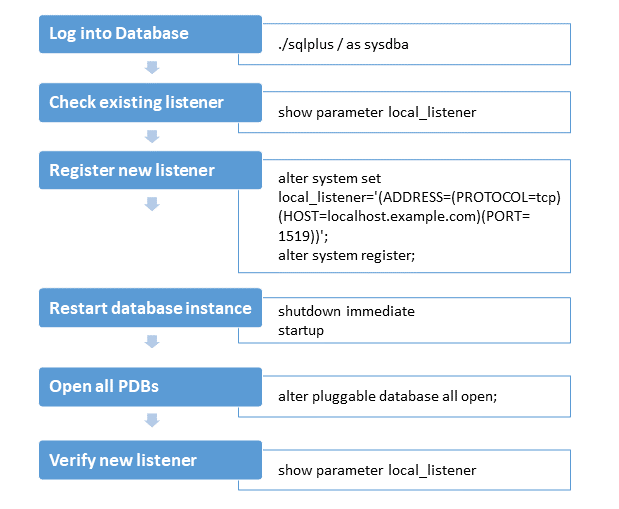 Log into Database
./sqlplus / as sysdba
Check existing listener
show parameter local_listener
Register new listener
alter system set
local_listener='(ADDRESS=(PROTOCOL=tcp)
(HOST=localhost.example.com)(PORT=
1519))';
alter system register;
Restart database instance
shutdown immediate
startup
Open all PDBs
alter pluggable database all open;
Verify new listener
show parameter local_listener